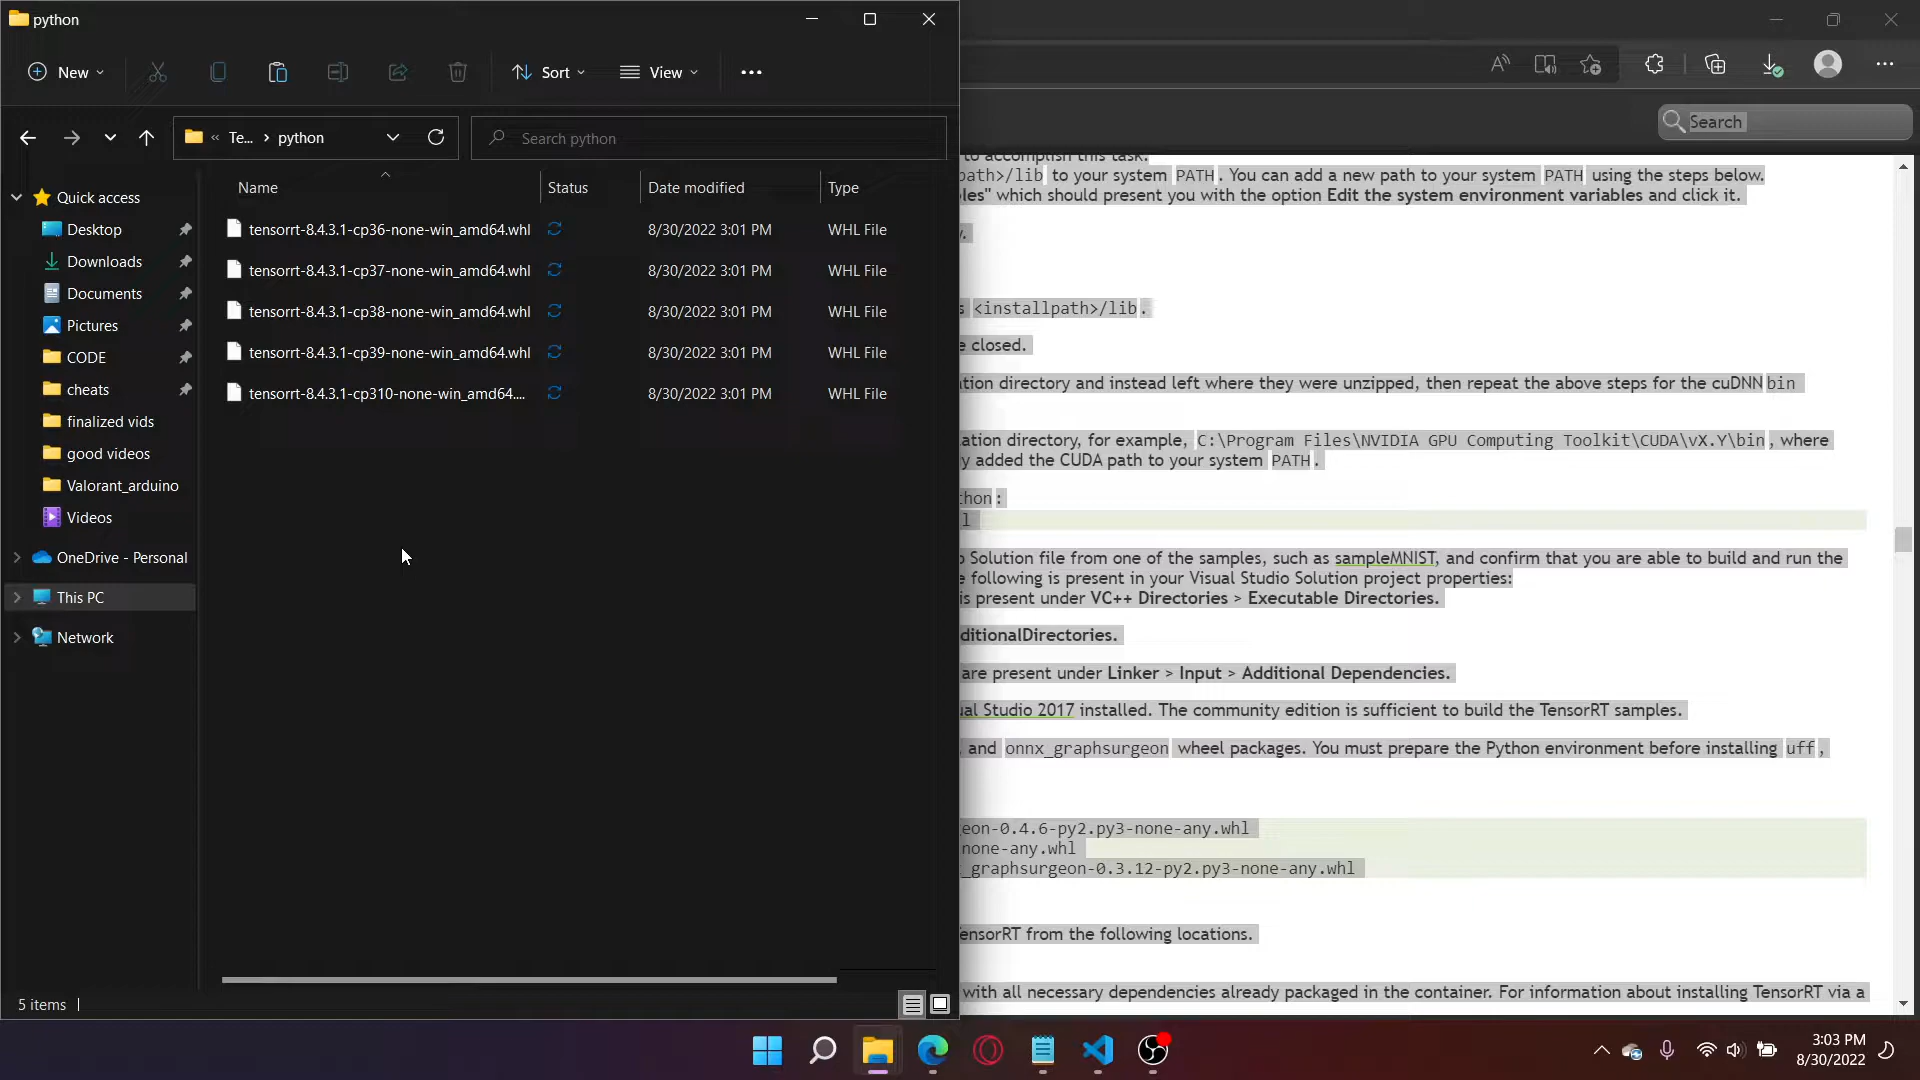 python
New
Sort
View
Te...
python
Search python
Name
Status
Date modified
Type
Quick access
Desktop
Downloads
Documents
Pictures
CODE
cheats
finalized vids
good videos
Valorant_arduino
Videos
OneDrive - Personal
This PC
Network
tensorrt-8.4.3.1-cp36-none-win_amd64.whl 8/30/2022 3:01 PM WHL File
tensorrt-8.4.3.1-cp37-none-win_amd64.whl 8/30/2022 3:01 PM WHL File
tensorrt-8.4.3.1-cp38-none-win_amd64.whl 8/30/2022 3:01 PM WHL File
tensorrt-8.4.3.1-cp39-none-win_amd64.whl 8/30/2022 3:01 PM WHL File
tensorrt-8.4.3.1-cp310-none-win_amd64.... 8/30/2022 3:01 PM WHL File
5 items
Search
to accomplish this task.
path>/lib to your system PATH. You can add a new path to your system PATH using the steps below.
les" which should present you with the option Edit the system environment variables and click it.
<installpath>/lib.
e closed.
ation directory and instead left where they were unzipped, then repeat the above steps for the cuDNN bin
ation directory, for example, C:\Program Files\NVIDIA GPU Computing Toolkit\CUDA\vX.Y\bin, where
y added the CUDA path to your system PATH.
thon:
l
o Solution file from one of the samples, such as sampleMNIST, and confirm that you are able to build and run the
e following is present in your Visual Studio Solution project properties:
is present under VC++ Directories > Executable Directories.
ditionalDirectories.
are present under Linker > Input > Additional Dependencies.
ual Studio 2017 installed. The community edition is sufficient to build the TensorRT samples.
, and onnx_graphsurgeon wheel packages. You must prepare the Python environment before installing uff,
eon-0.4.6-py2.py3-none-any.whl
none-any.whl
_graphsurgeon-0.3.12-py2.py3-none-any.whl
ensorRT from the following locations.
with all necessary dependencies already packaged in the container. For information about installing TensorRT via a
3:03 PM
8/30/2022